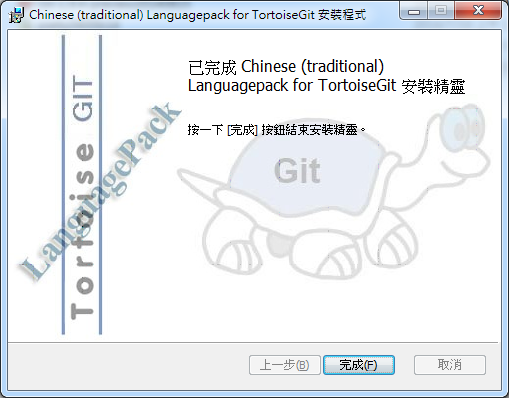 Chinese (traditional) Languagepack for TortoiseGit 安裝程式
已完成 Chinese (traditional)
Languagepack for TortoiseGit 安裝精靈
按一下 [完成] 按鈕結束安裝精靈。
Tortoise GIT
LanguagePack
Git
上一步(B)
完成(F)
取消